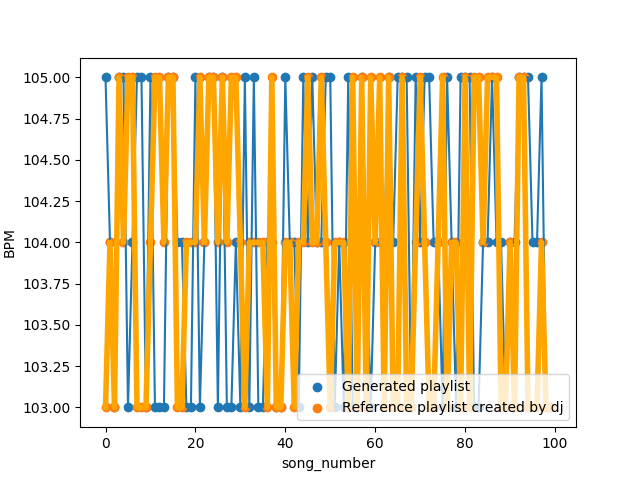 105.00
104.75
104.50
104.25
104.00
103.75
103.50
103.25
103.00
BPM
Generated playlist
Reference playlist created by dj
0 20 40 60 80 100
song_number